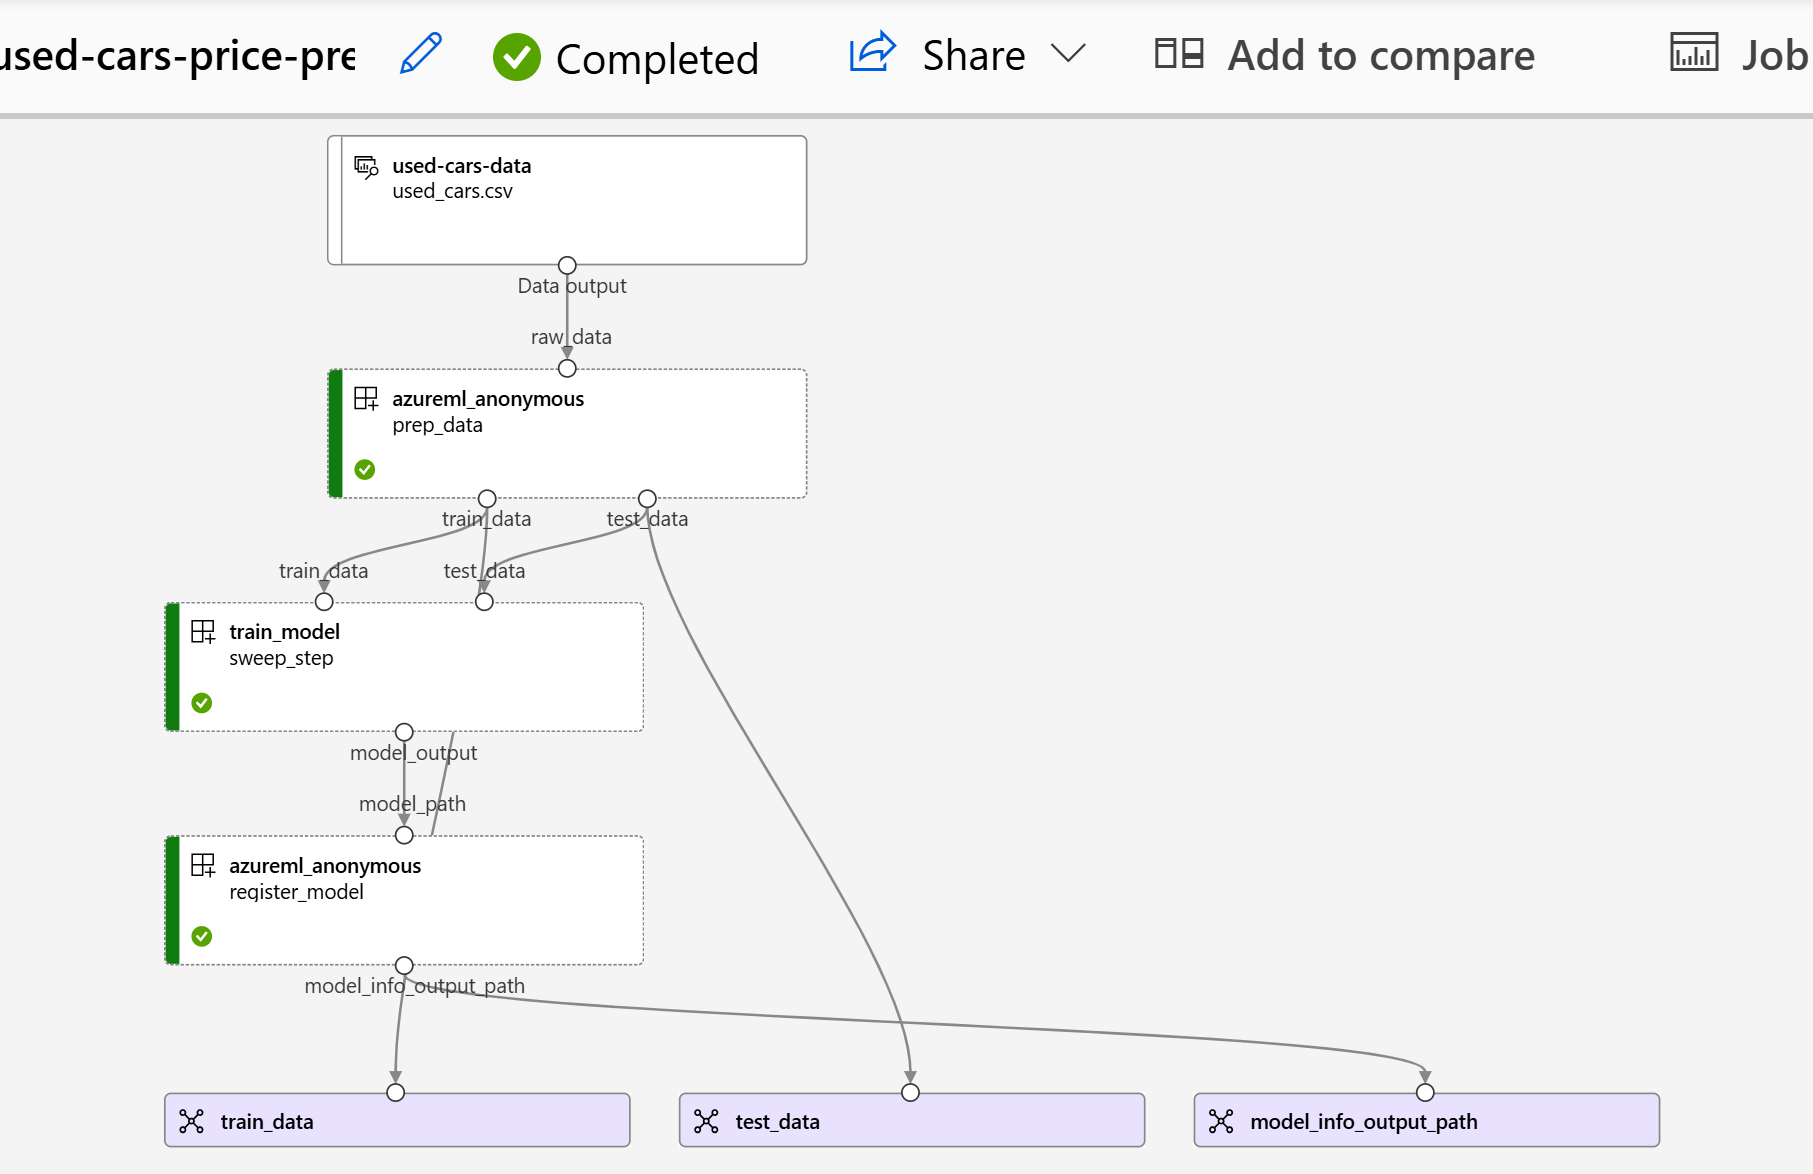 used-cars-price-pre
Completed
Share
Add to compare
Job
used-cars-data
used_cars.csv
Data output
raw_data
azureml_anonymous
prep_data
train_data
test_data
train_data
test_data
train_model
sweep_step
model_output
model_path
azureml_anonymous
register_model
model_info_output_path
train_data
test_data
model_info_output_path